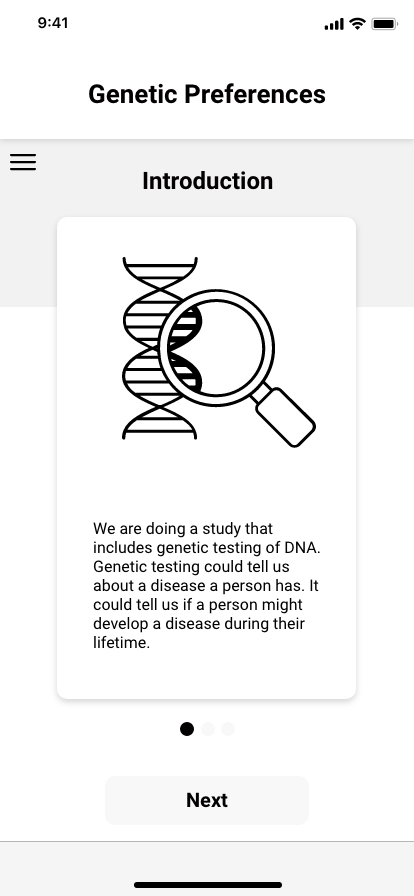 9:41
Genetic Preferences
Introduction
We are doing a study that
includes genetic testing of DNA.
Genetic testing could tell us
about a disease a person has. It
could tell us if a person might
develop a disease during their
lifetime.
Next